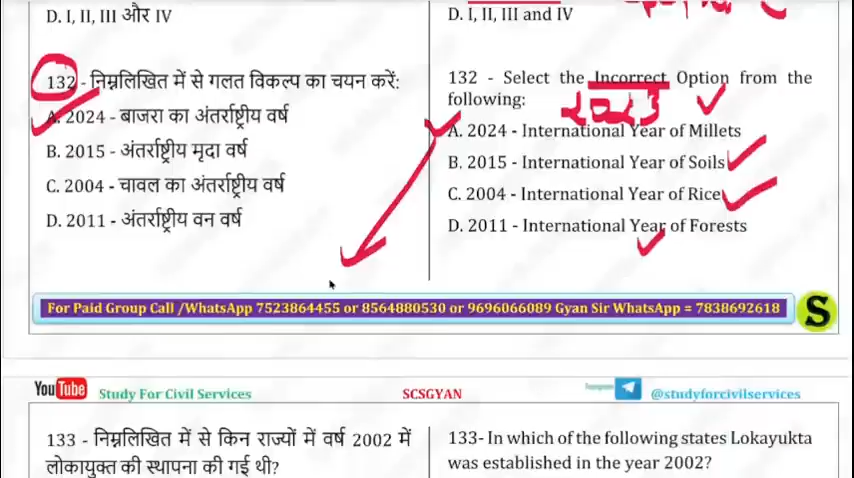 D. I, II, III और IV
132 - निम्नलिखित में से गलत विकल्प का चयन करें:
A. 2024 - बाजरा का अंतर्राष्ट्रीय वर्ष
B. 2015 - अंतर्राष्ट्रीय मृदा वर्ष
C. 2004 - चावल का अंतर्राष्ट्रीय वर्ष
D. 2011 - अंतर्राष्ट्रीय वन वर्ष
D. I, II, III and IV
132 - Select the Incorrect Option from the
following:
2023
A. 2024 - International Year of Millets
B. 2015 - International Year of Soils
C. 2004 - International Year of Rice
D. 2011 - International Year of Forests
For Paid Group Call /WhatsApp 7523864455 or 8564880530 or 9696066089 Gyan Sir WhatsApp = 7838692618
S
YouTube Study For Civil Services SCSGYAN @studyforcivilservices
133 - निम्नलिखित में से किन राज्यों में वर्ष 2002 में
लोकायुक्त की स्थापना की गई थी?
133- In which of the following states Lokayukta
was established in the year 2002?